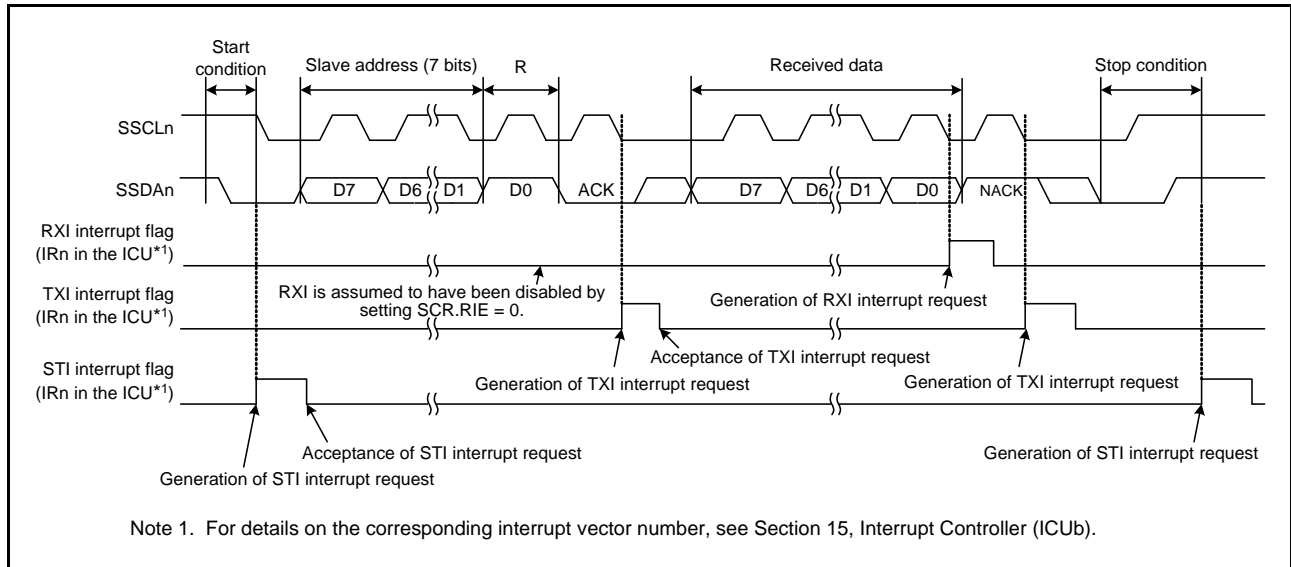 Start
condition
Slave address (7 bits)
R
Received data
Stop condition
SSCLn
SSDAn
D7
D6
D1
D0
ACK
D7
D6
D1
D0
NACK
RXI interrupt flag
(IRn in the ICU*1)
RXI is assumed to have been disabled by
setting SCR.RIE = 0.
Generation of RXI interrupt request
TXI interrupt flag
(IRn in the ICU*1)
Acceptance of TXI interrupt request
Generation of TXI interrupt request
Generation of TXI interrupt request
STI interrupt flag
(IRn in the ICU*1)
Acceptance of STI interrupt request
Generation of STI interrupt request
Generation of STI interrupt request
Note 1. For details on the corresponding interrupt vector number, see Section 15, Interrupt Controller (ICUb).